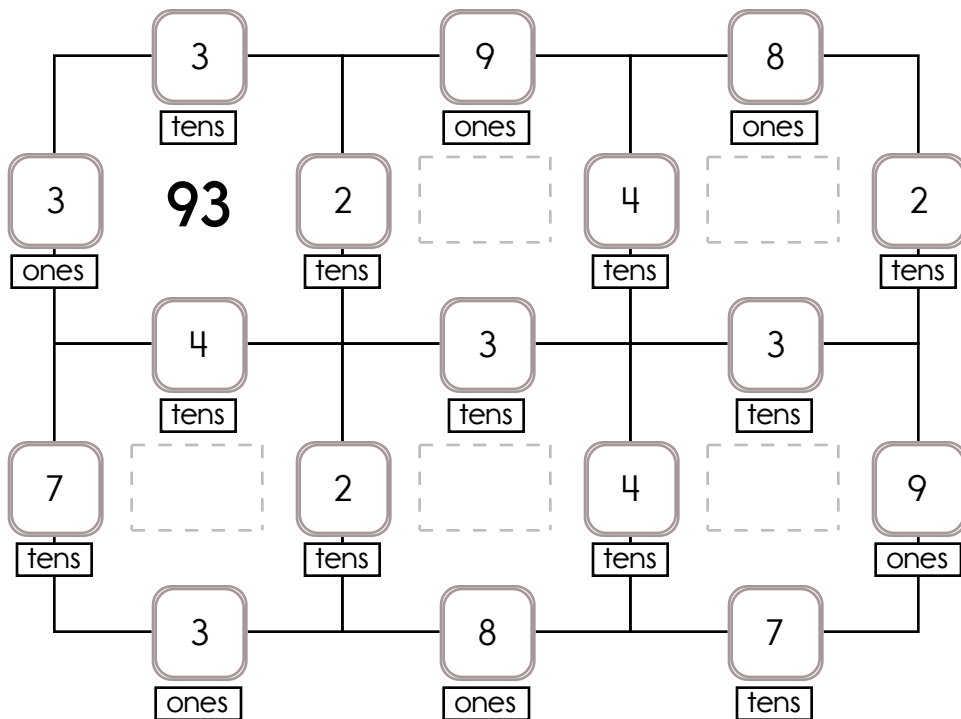 3 9 8
tens ones ones
3 93 2 4 2
ones tens tens tens
4 3 3
tens tens tens
7 2 4 9
tens tens tens ones
3 8 7
ones ones tens